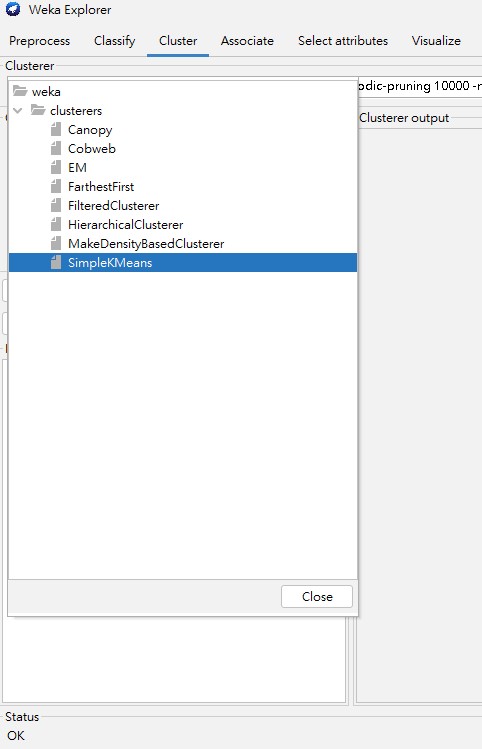 Weka Explorer
Preprocess Classify Cluster Associate Select attributes Visualize
Clusterer
odic-pruning 10000 -
weka
clusterers
Clusterer output
Canopy
Cobweb
EM
FarthestFirst
FilteredClusterer
HierarchicalClusterer
MakeDensityBasedClusterer
SimpleKMeans
Close
Status
OK